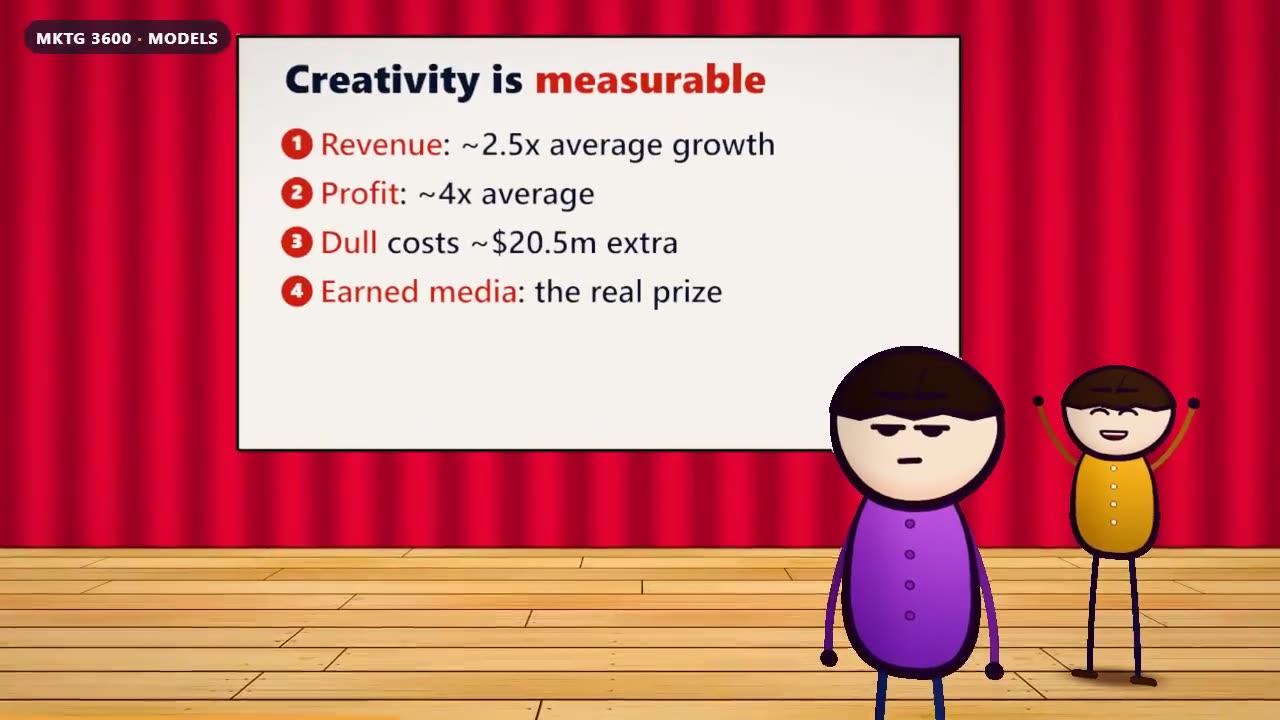 MKTG 3600 · MODELS
Creativity is measurable
1 Revenue: ~2.5x average growth
2 Profit: ~4x average
3 Dull costs ~$20.5m extra
4 Earned media: the real prize